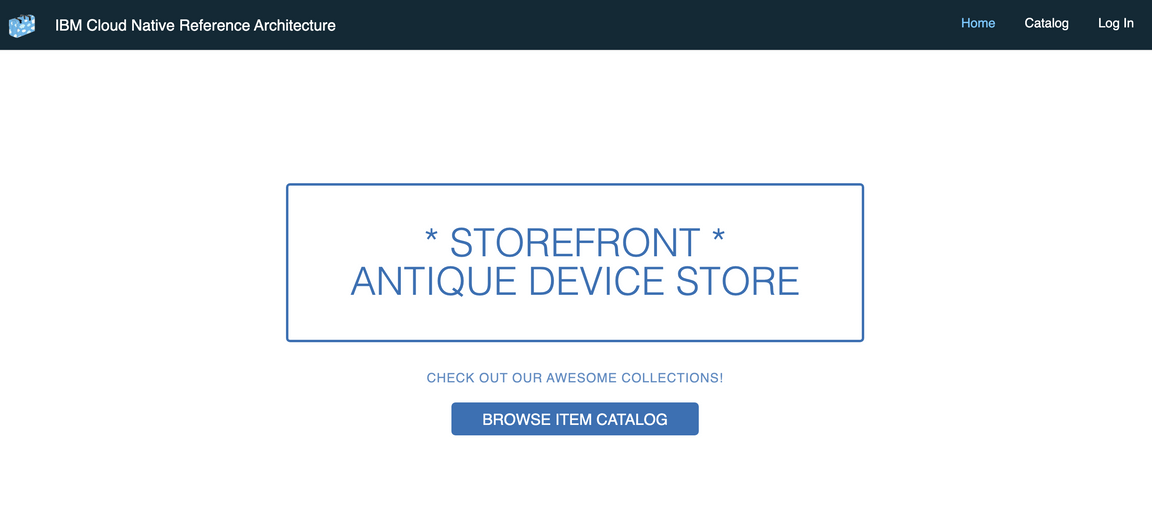 IBM Cloud Native Reference Architecture
Home
Catalog
Log In
* STOREFRONT *
ANTIQUE DEVICE STORE
CHECK OUT OUR AWESOME COLLECTIONS!
BROWSE ITEM CATALOG